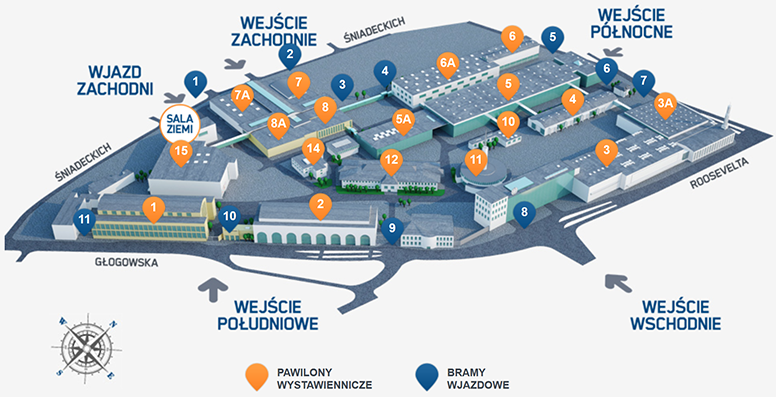 WEJŚCIE
ZACHODNIE
ŚNIADECKICH
WEJŚCIE
PÓŁNOCNE
WJAZD
ZACHODNI
1
2
3
4
5
6
7
7
7A
8
8A
6A
6
5
5A
4
3A
3
10
11
12
14
SALA
ZIEMI
15
ŚNIADECKICH
ROOSEVELTA
1
2
11
10
9
8
GŁOGOWSKA
WEJŚCIE
POŁUDNIOWE
WEJŚCIE
WSCHODNIE
N
E
S
PAWILONY
WYSTAWIENNICZE
BRAMY
WJAZDOWE